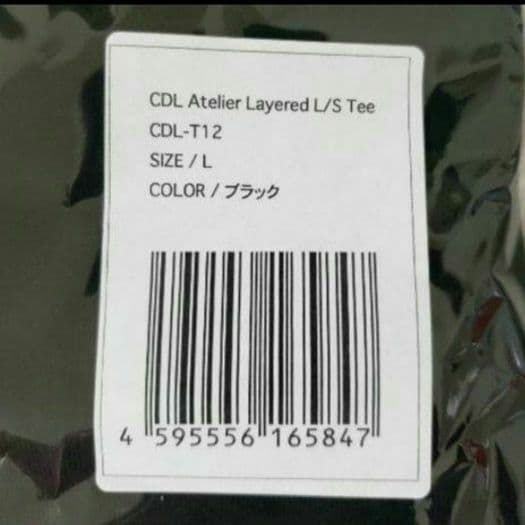 CDL Atelier Layered L/S Tee
CDL-T12
SIZE / L
COLOR / ブラック
4 595556 165847